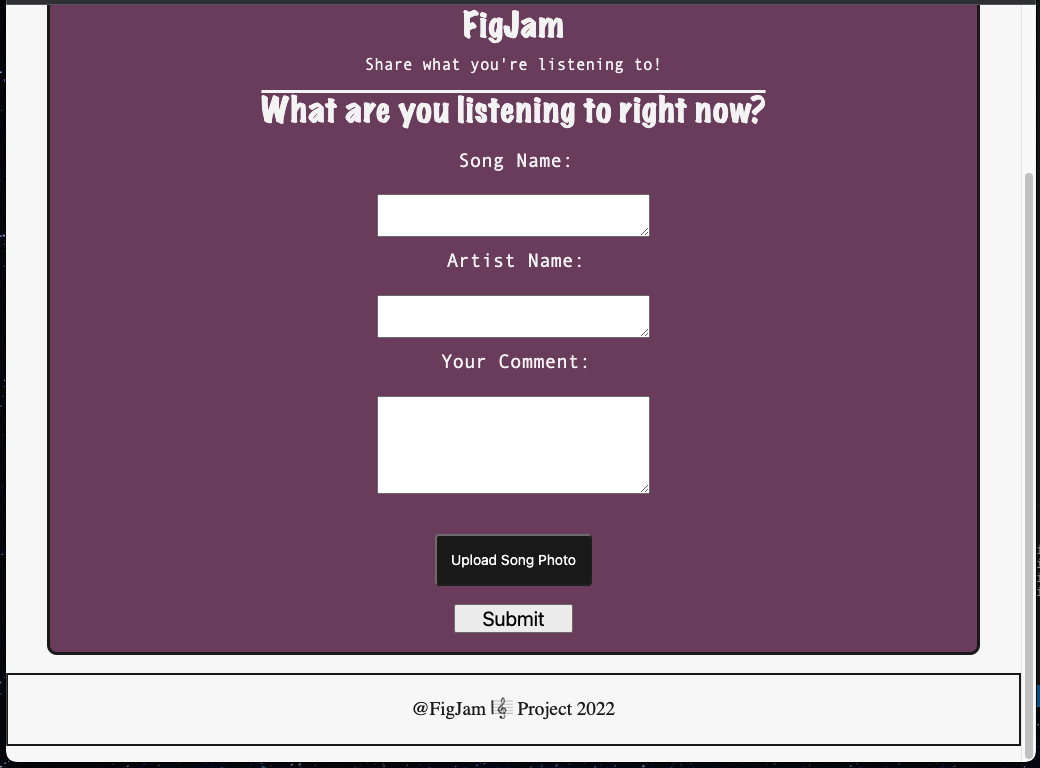 FigJam
Share what you're listening to!
What are you listening to right now?
Song Name:
Artist Name:
Your Comment:
Upload Song Photo
Submit
@FigJam 🎼 Project 2022